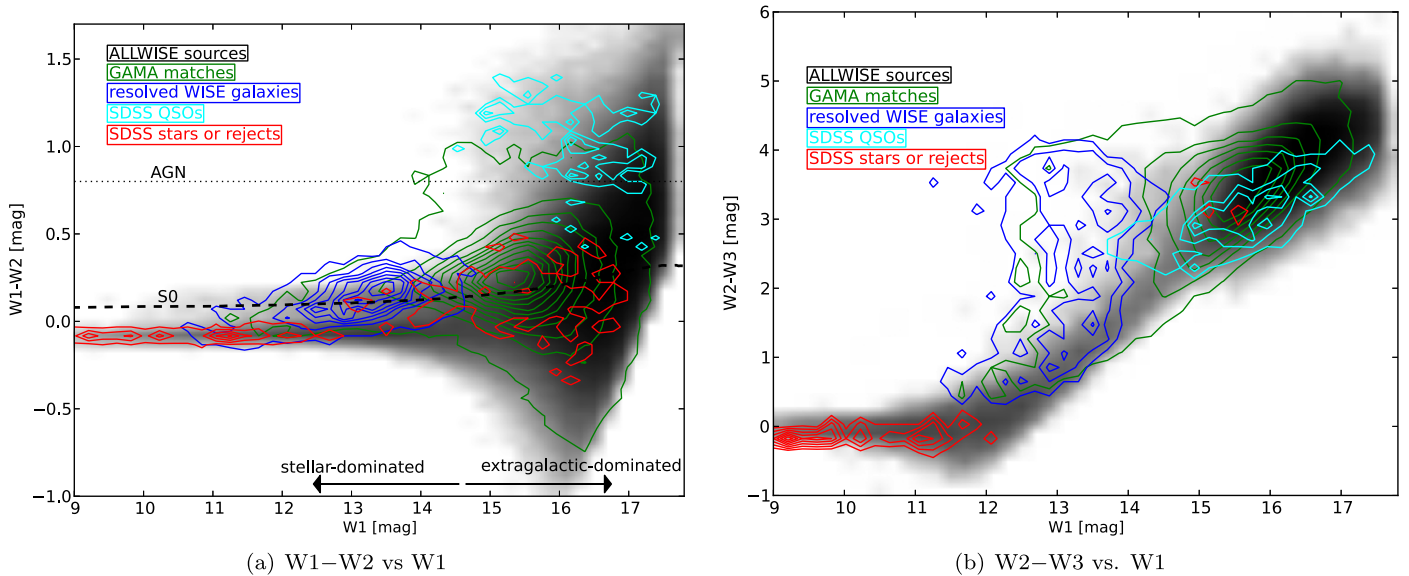 ALLWISE sources
GAMA matches
resolved WISE galaxies
SDSS QSOs
SDSS stars or rejects
AGN
S0
stellar-dominated
extragalactic-dominated
1.5
1.0
0.5
0.0
−0.5
−1.0
W1-W2 [mag]
9 10 11 12 13 14 15 16 17
W1 [mag]
(a) W1−W2 vs W1
ALLWISE sources
GAMA matches
resolved WISE galaxies
SDSS QSOs
SDSS stars or rejects
6
5
4
3
2
1
0
−1
W2-W3 [mag]
9 10 11 12 13 14 15 16 17
W1 [mag]
(b) W2−W3 vs. W1